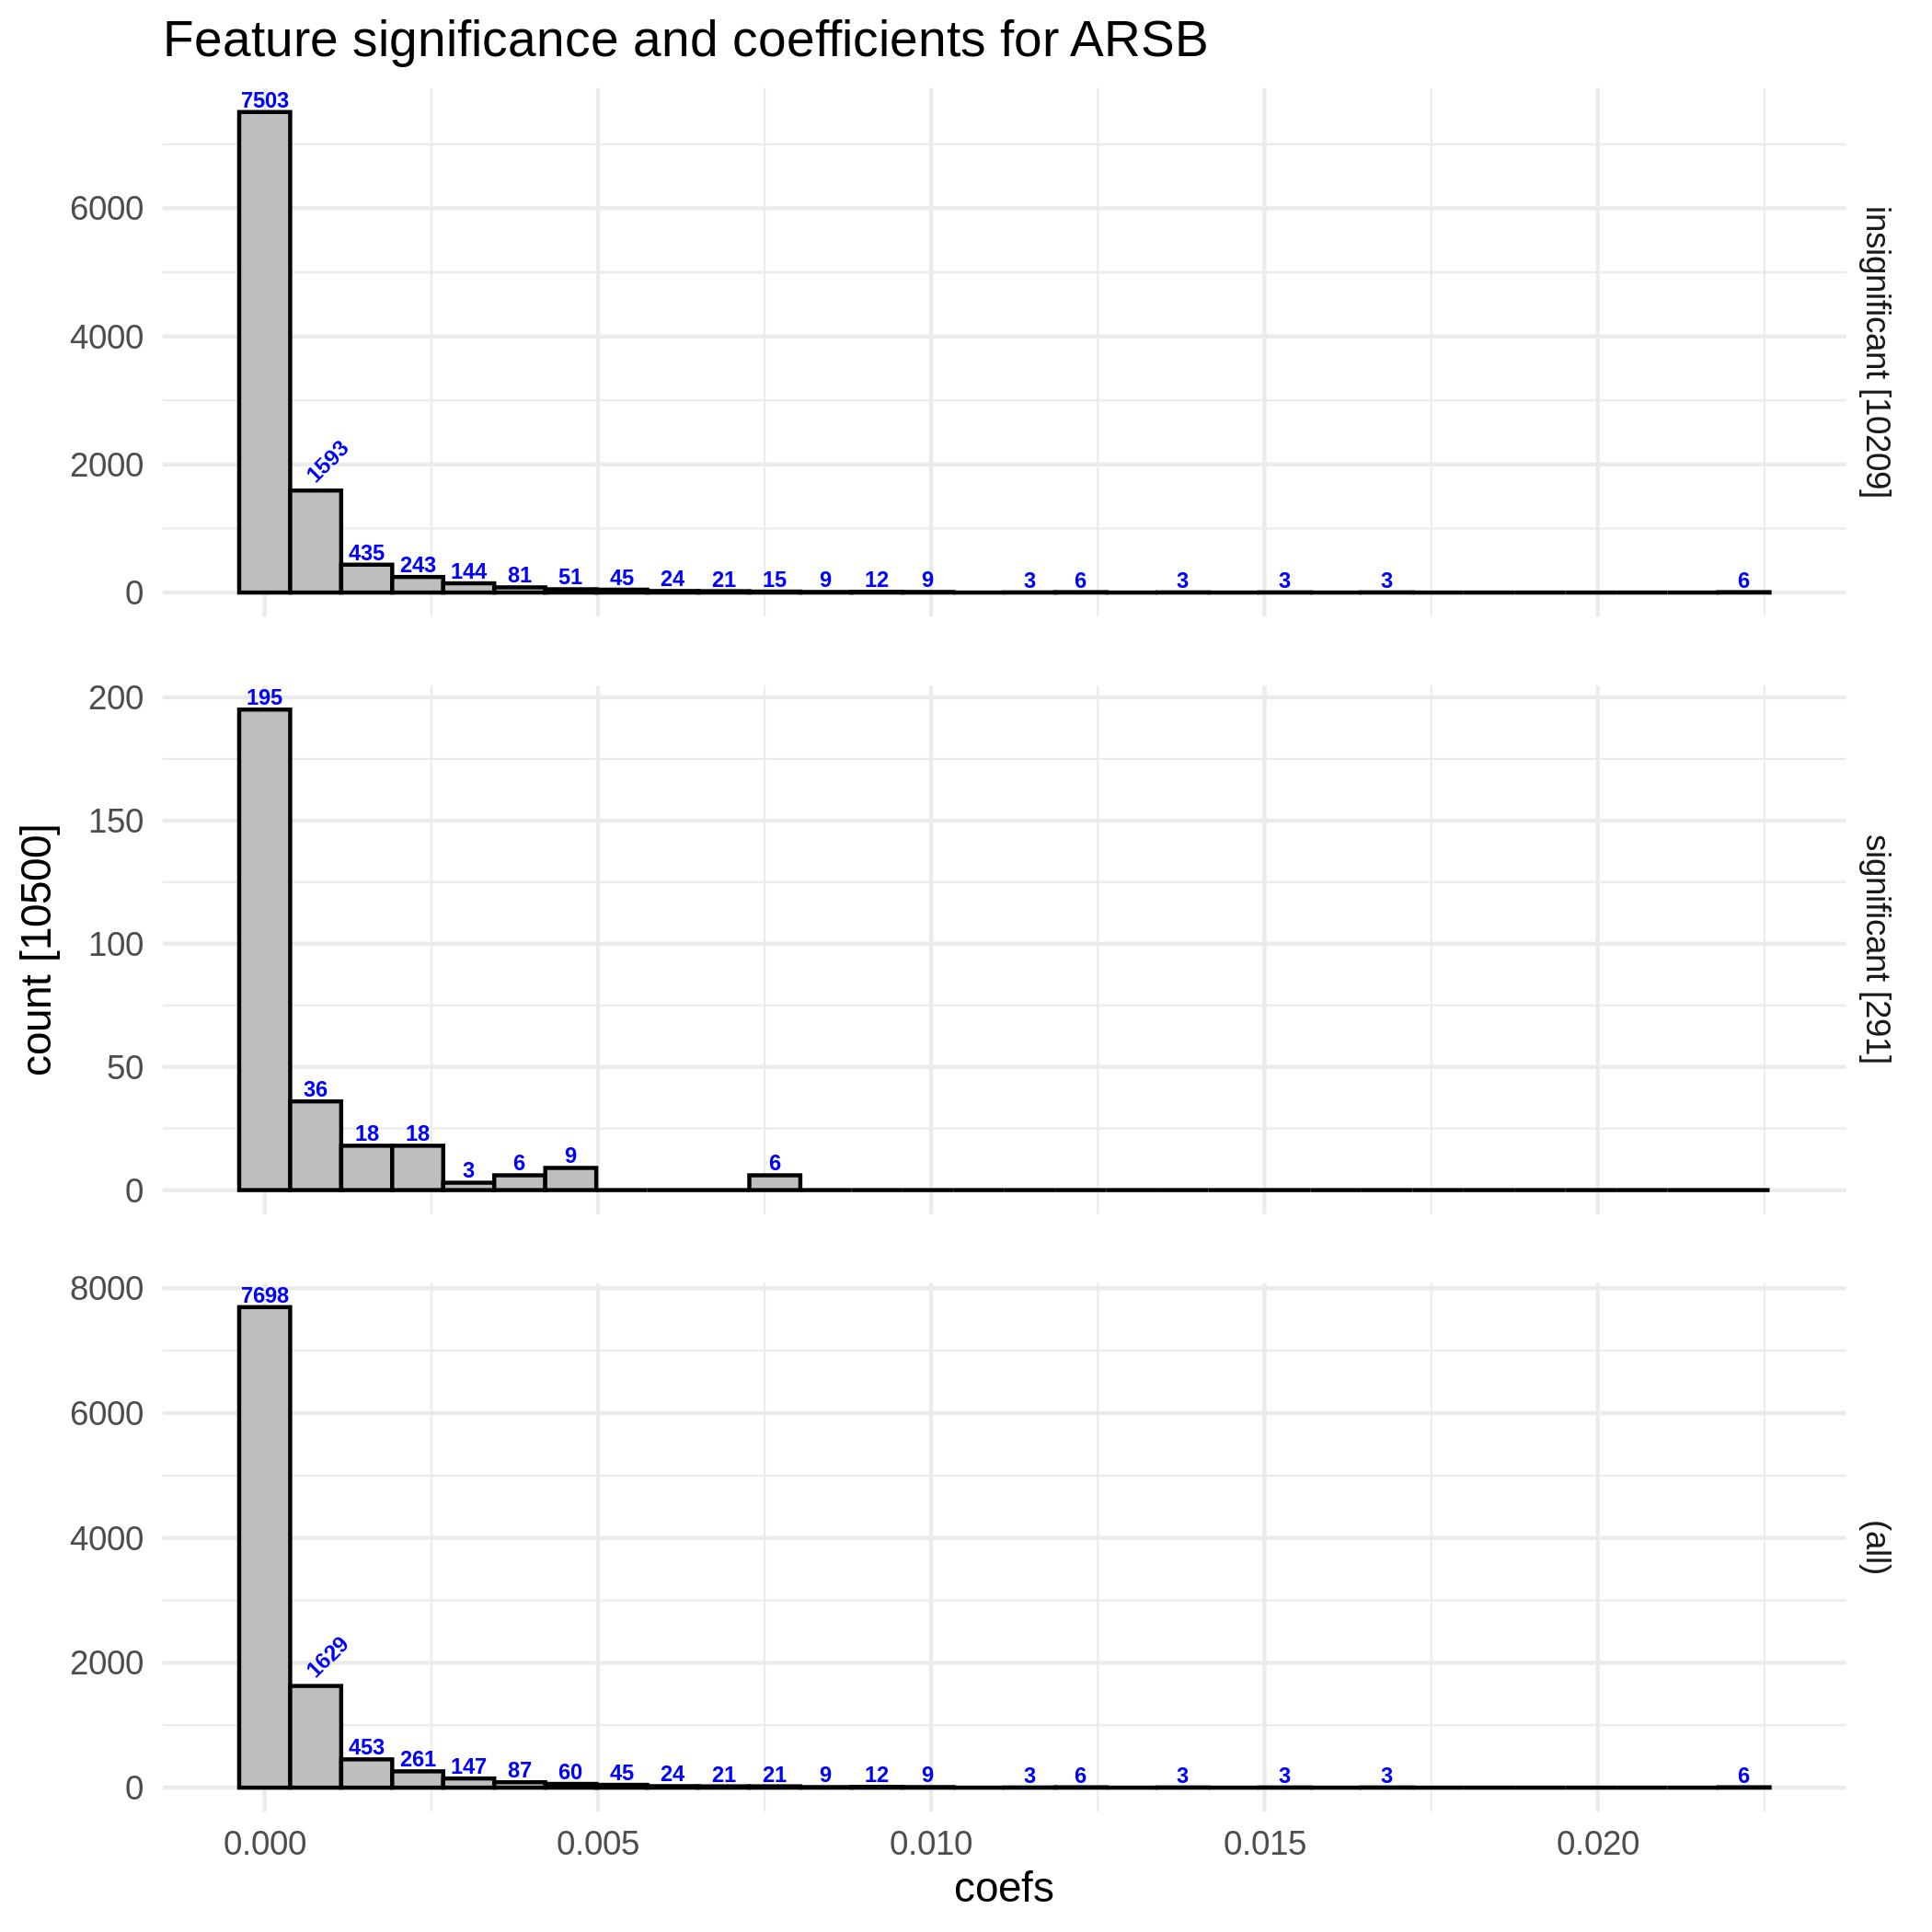 Feature significance and coefficients for ARSB
7503
6000
4000
2000
0
1593
435 243 144 81 51 45 24 21 15 9 12 9 3 6 3 3 3 6
insignificant [10209]
200
150
100
50
0
195
36 18 18 3 6 9 6
significant [291]
count [10500]
8000
6000
4000
2000
0
7698
1629
453 261 147 87 60 45 24 21 21 9 12 9 3 6 3 3 3 6
(all)
0.000 0.005 0.010 0.015 0.020
coefs